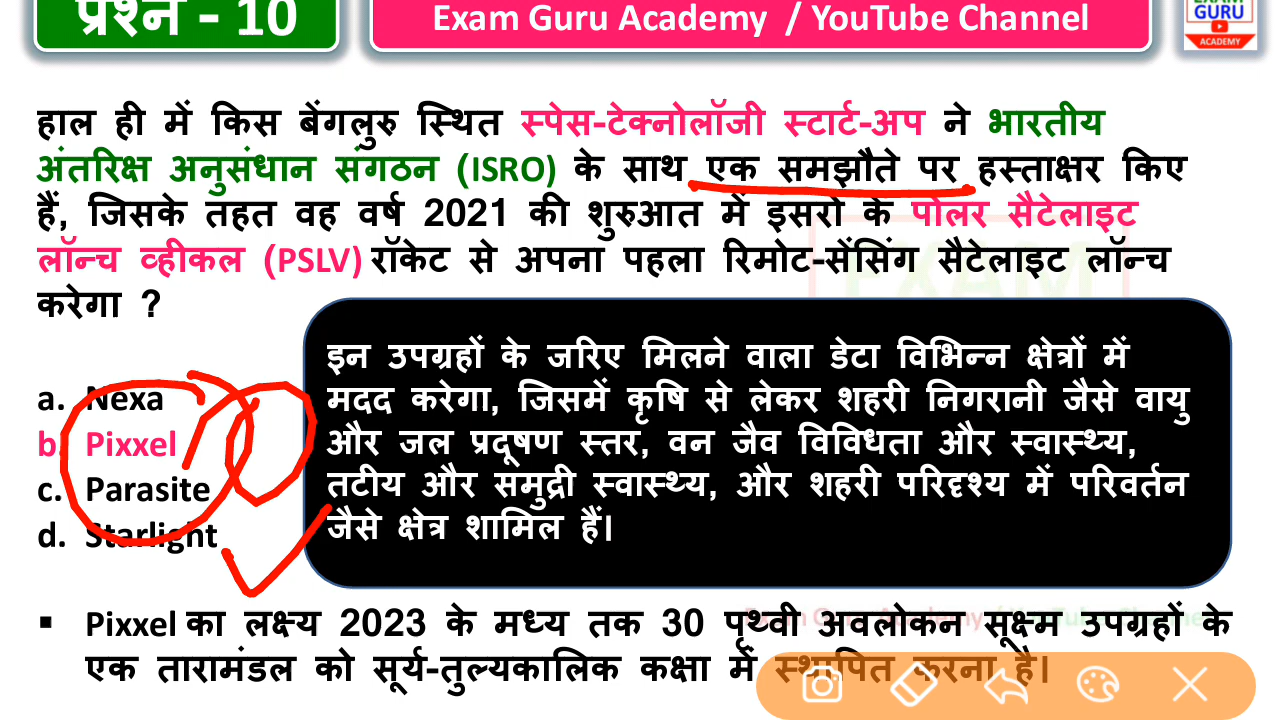 प्रश्न - 10
Exam Guru Academy / YouTube Channel
EXAM
GURU
ACADEMY
हाल ही में किस बेंगलुरु स्थित स्पेस-टेक्नोलॉजी स्टार्ट-अप ने भारतीय
अंतरिक्ष अनुसंधान संगठन (ISRO) के साथ एक समझौते पर हस्ताक्षर किए
हैं, जिसके तहत वह वर्ष 2021 की शुरुआत में इसरो के पोलर सैटेलाइट
लॉन्च व्हीकल (PSLV) रॉकेट से अपना पहला रिमोट-सेंसिंग सैटेलाइट लॉन्च
करेगा ?
a. Nexa
b. Pixxel
c. Parasite
d. Starlight
इन उपग्रहों के जरिए मिलने वाला डेटा विभिन्न क्षेत्रों में
मदद करेगा, जिसमें कृषि से लेकर शहरी निगरानी जैसे वायु
और जल प्रदूषण स्तर, वन जैव विविधता और स्वास्थ्य,
तटीय और समुद्री स्वास्थ्य, और शहरी परिदृश्य में परिवर्तन
जैसे क्षेत्र शामिल हैं।
▪ Pixxel का लक्ष्य 2023 के मध्य तक 30 पृथ्वी अवलोकन सूक्ष्म उपग्रहों के
एक तारामंडल को सूर्य-तुल्यकालिक कक्षा में स्थापित करना है।